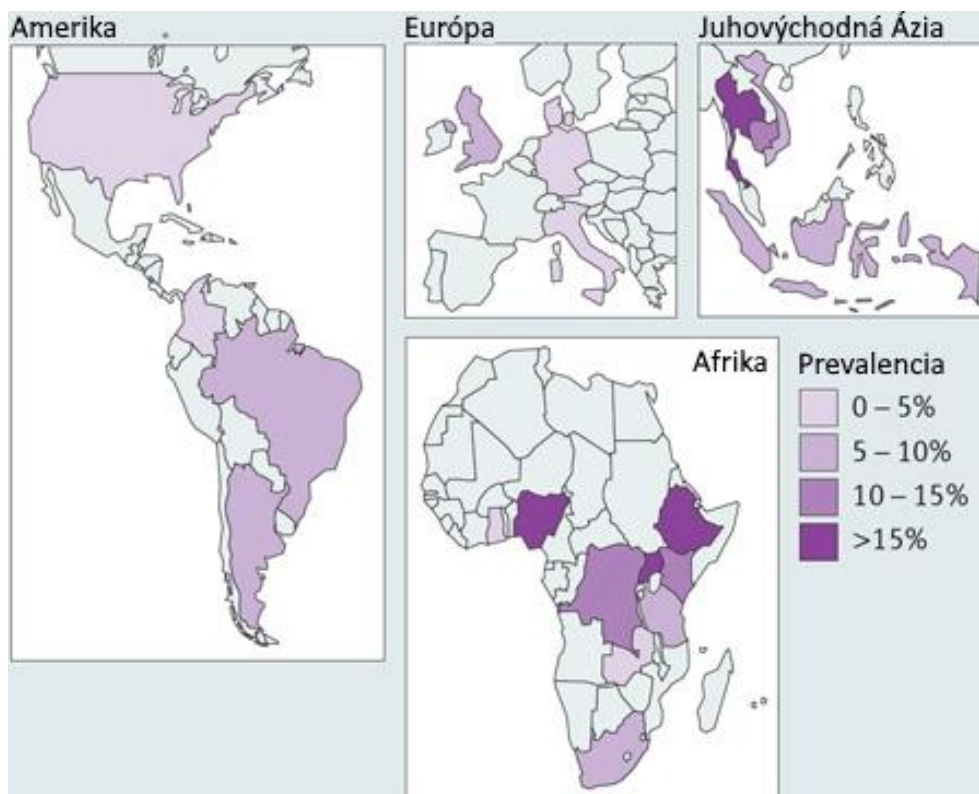 Amerika
Európa
Juhovýchodná Ázia
Afrika
Prevalencia
0 – 5%
5 – 10%
10 – 15%
>15%